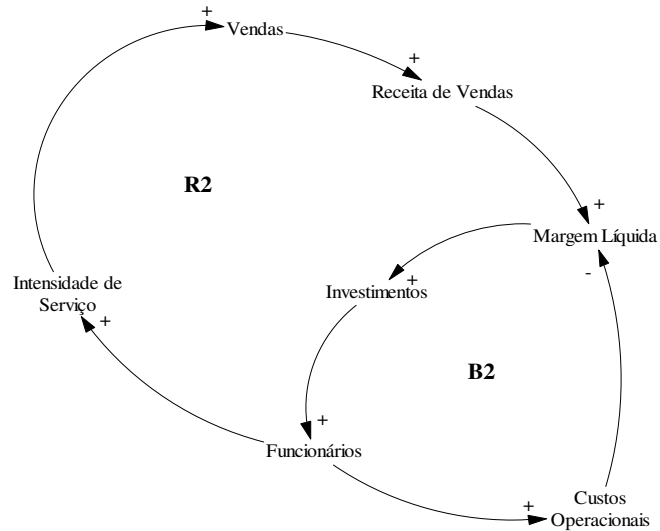 +
Vendas
+
Receita de Vendas
R2
+
Margem Líquida
-
Intensidade de
Serviço
+
Investimentos
+
B2
+
Funcionários
+
Custos
Operacionais